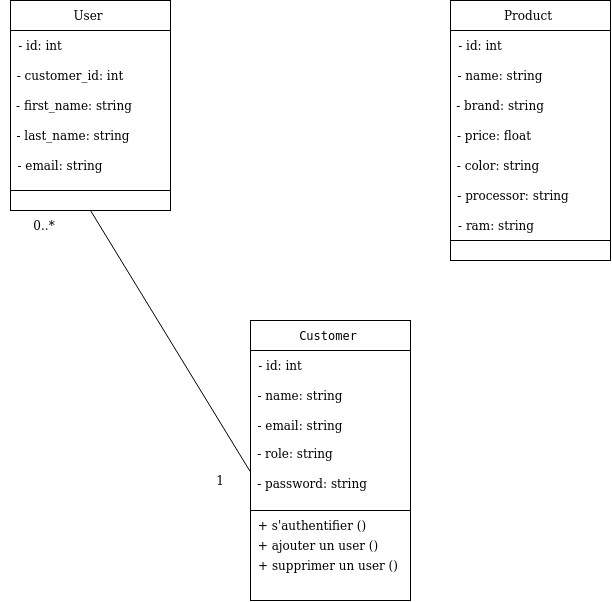 User
- id: int
- customer_id: int
- first_name: string
- last_name: string
- email: string
0..*
Product
- id: int
- name: string
- brand: string
- price: float
- color: string
- processor: string
- ram: string
Customer
- id: int
- name: string
- email: string
- role: string
- password: string
1
+ s'authentifier ()
+ ajouter un user ()
+ supprimer un user ()